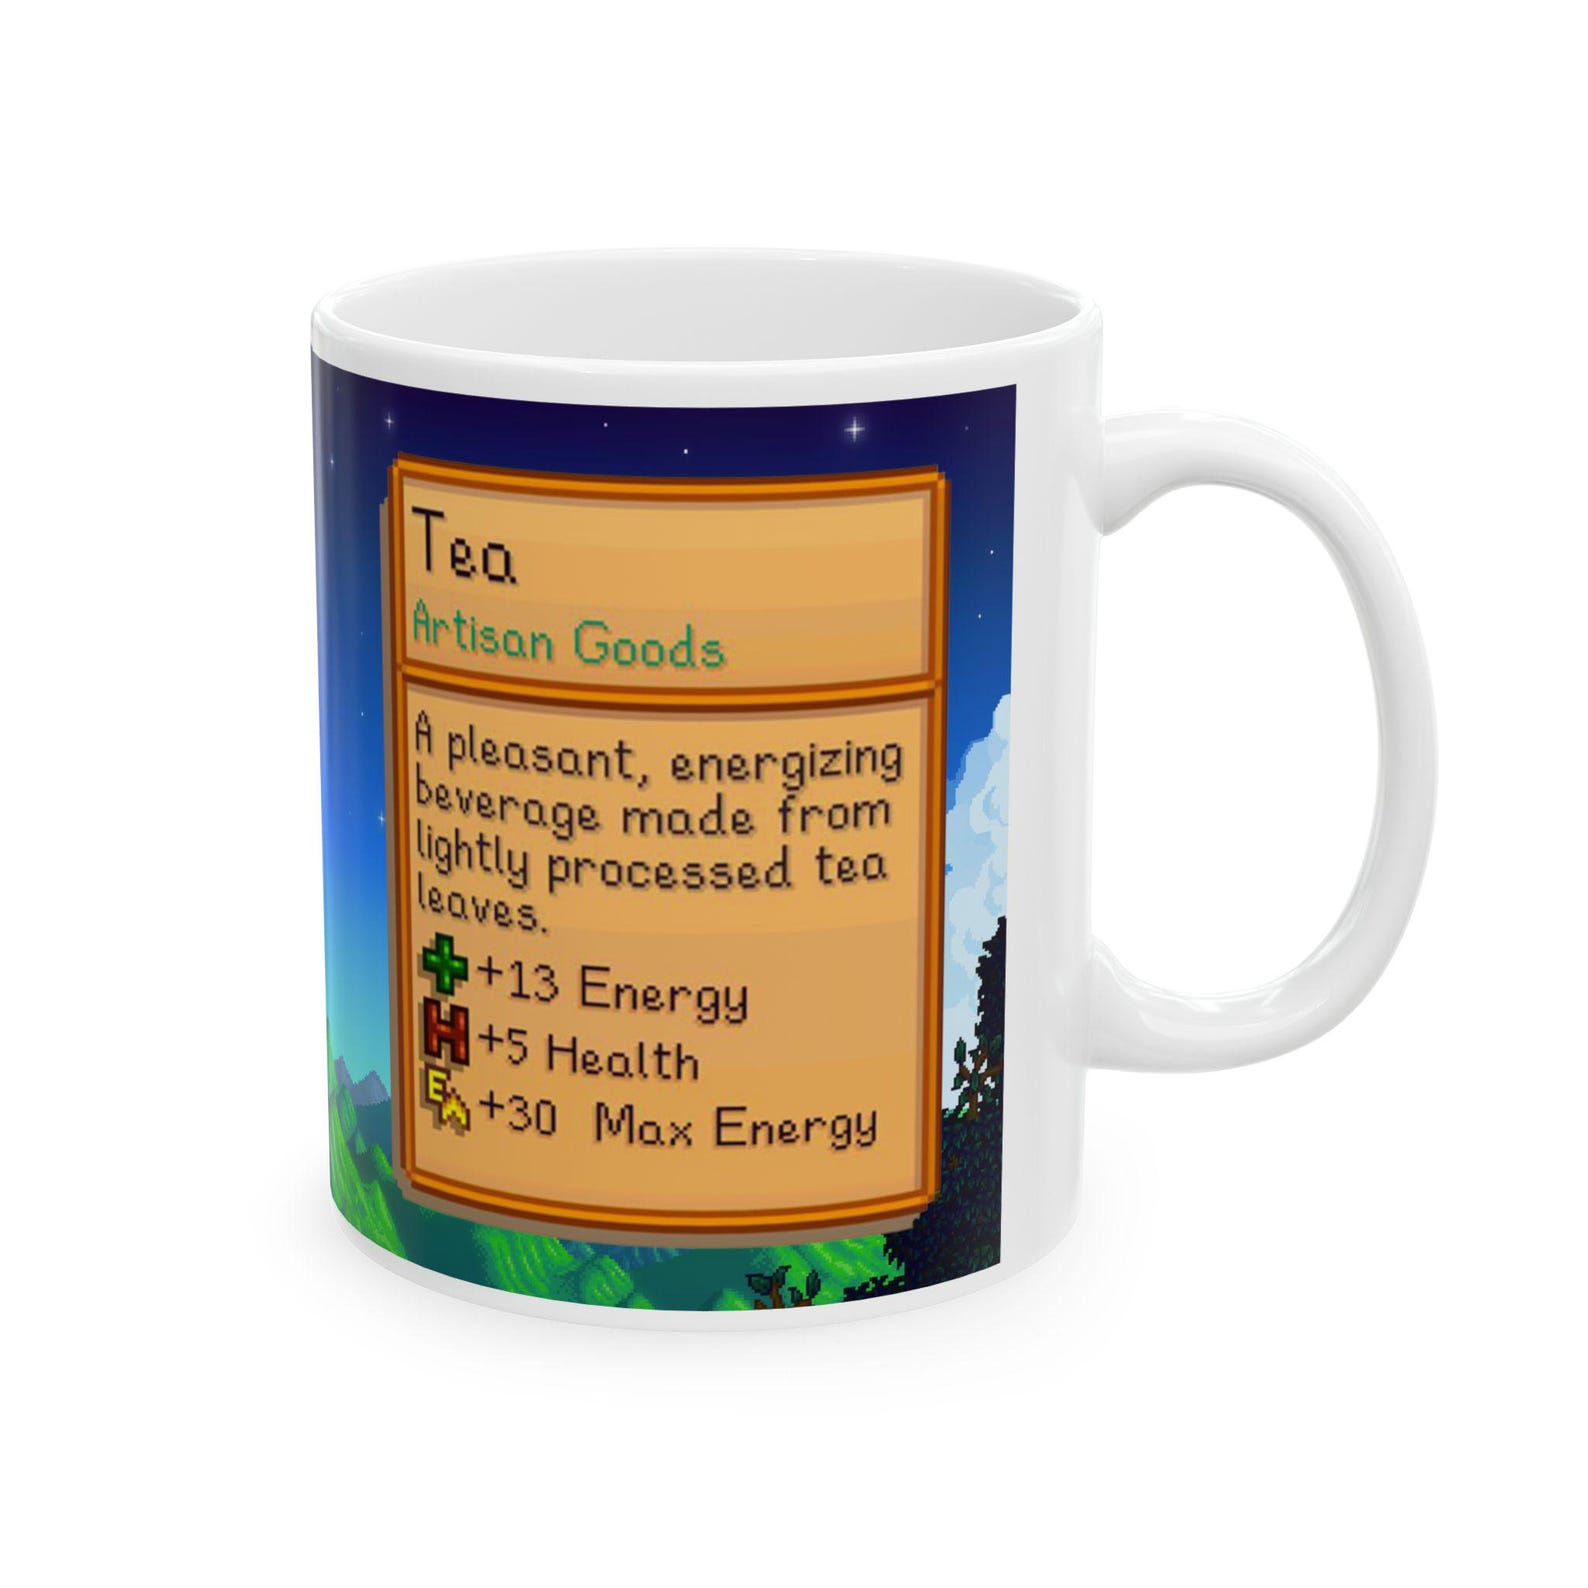 Tea
Artisan Goods
A pleasant, energizing
beverage made from
lightly processed tea
leaves.
+13 Energy
H +5 Health
E +30 Max Energy